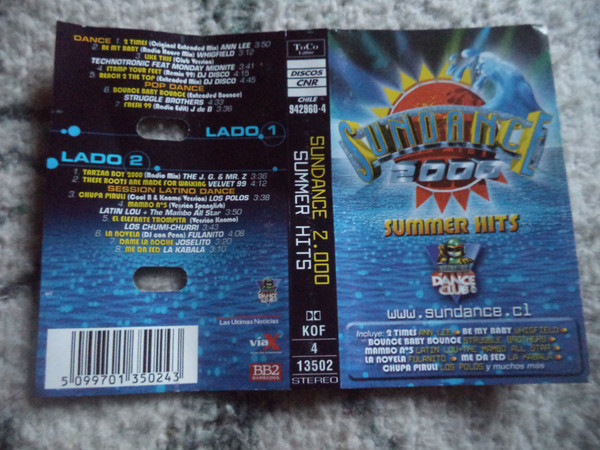 DANCE 1. 2 TIMES (Original Extended Mix) ANN LEE 3:50
2. BE MY BABY (Radio House Mix) WHIGFIELD 3:12
3. LIKE THIS (Club Version)
TECHNOTRONIC FEAT MONDAY MIDNITE 3:41
4. STAMP YOUR FEET (Remix 99) DJ DISCO 4:15
5. REACH 2 THE TOP (Extended Mix) DJ DISCO 4:45
POP DANCE
6. BOUNCE BABY BOUNCE (Extended Bounce)
STRUGGLE BROTHERS 4:33
7. FRESH 99 (Radio Edit) J de B 3:36
LADO 1
LADO 2
1. TARZAN BOY 2000 (Radio Mix) THE J. G. & MR. Z 3:36
2. THESE BOOTS ARE MADE FOR WALKING VELVET 99 4:12
SESSION LATINO DANCE
3. CHUPA PIRULI (Cool B & Kosmo Version) LOS POLOS 3:38
4. MAMBO Nº5 (Version Spanglish)
LATIN LOU - The Mambo All Star 3:50
5. EL ELEFANTE TROMPITA (Version Kosmo)
LOS CHUMI-CHURRI 3:43
6. LA NOVELA (DJ con Pena) FULANITO 4:08
7. DAME LA NOCHE JOSELITO 3:20
8. ME DA SED LA KABALA 3:10
DANCE CLUB
Las Ultimas Noticias
via X
BB2
5 099701 350243
ToCo
Latino
DISCOS
CNR
CHILE
942960-4
SUNDANCE 2.000
SUMMER HITS
KOF
4
13502
STEREO
SUNDANCE
2000
SUMMER HITS
DANCE
CLUB
www.sundance.cl
Incluye: 2 TIMES ANN LEE BE MY BABY WHIGFIELD
BOUNCE BABY BOUNCE STRUGGLE BROTHERS
MAMBO Nº5 LATIN LOU-THE MAMBO ALL STAR
LA NOVELA FULANITO ME DA SED LA KABALA
CHUPA PIRULI LOS POLOS y muchos más